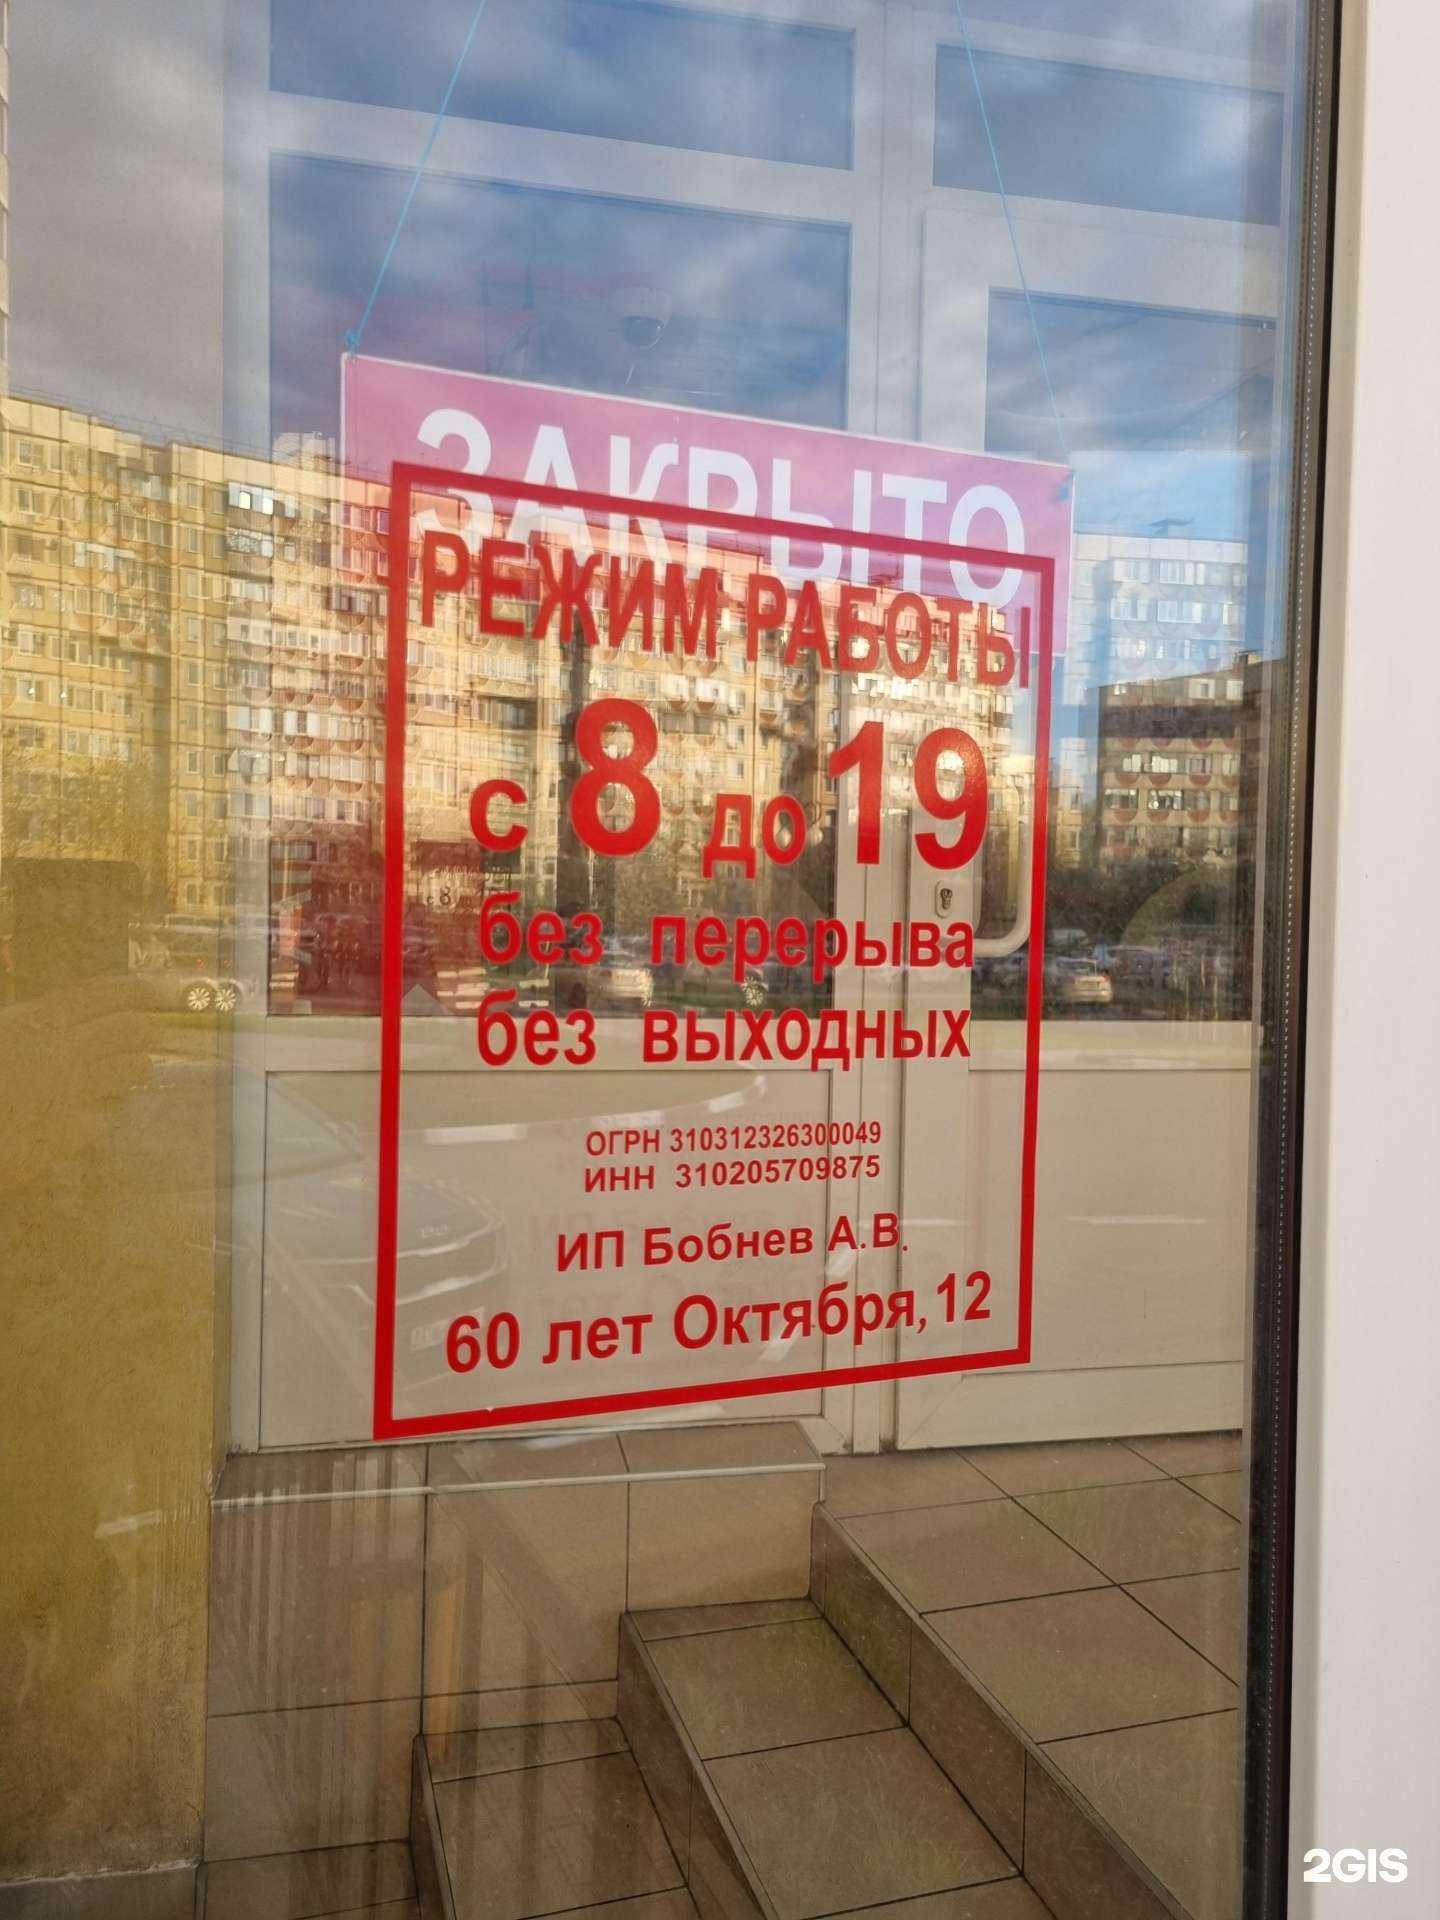 ЗАКРЫТО
РЕЖИМ РАБОТЫ
с 8 до 19
без перерыва
без выходных
ОГРН 310312326300049
ИНН 310205709875
ИП Бобнев А.В.
60 лет Октября, 12
2GIS